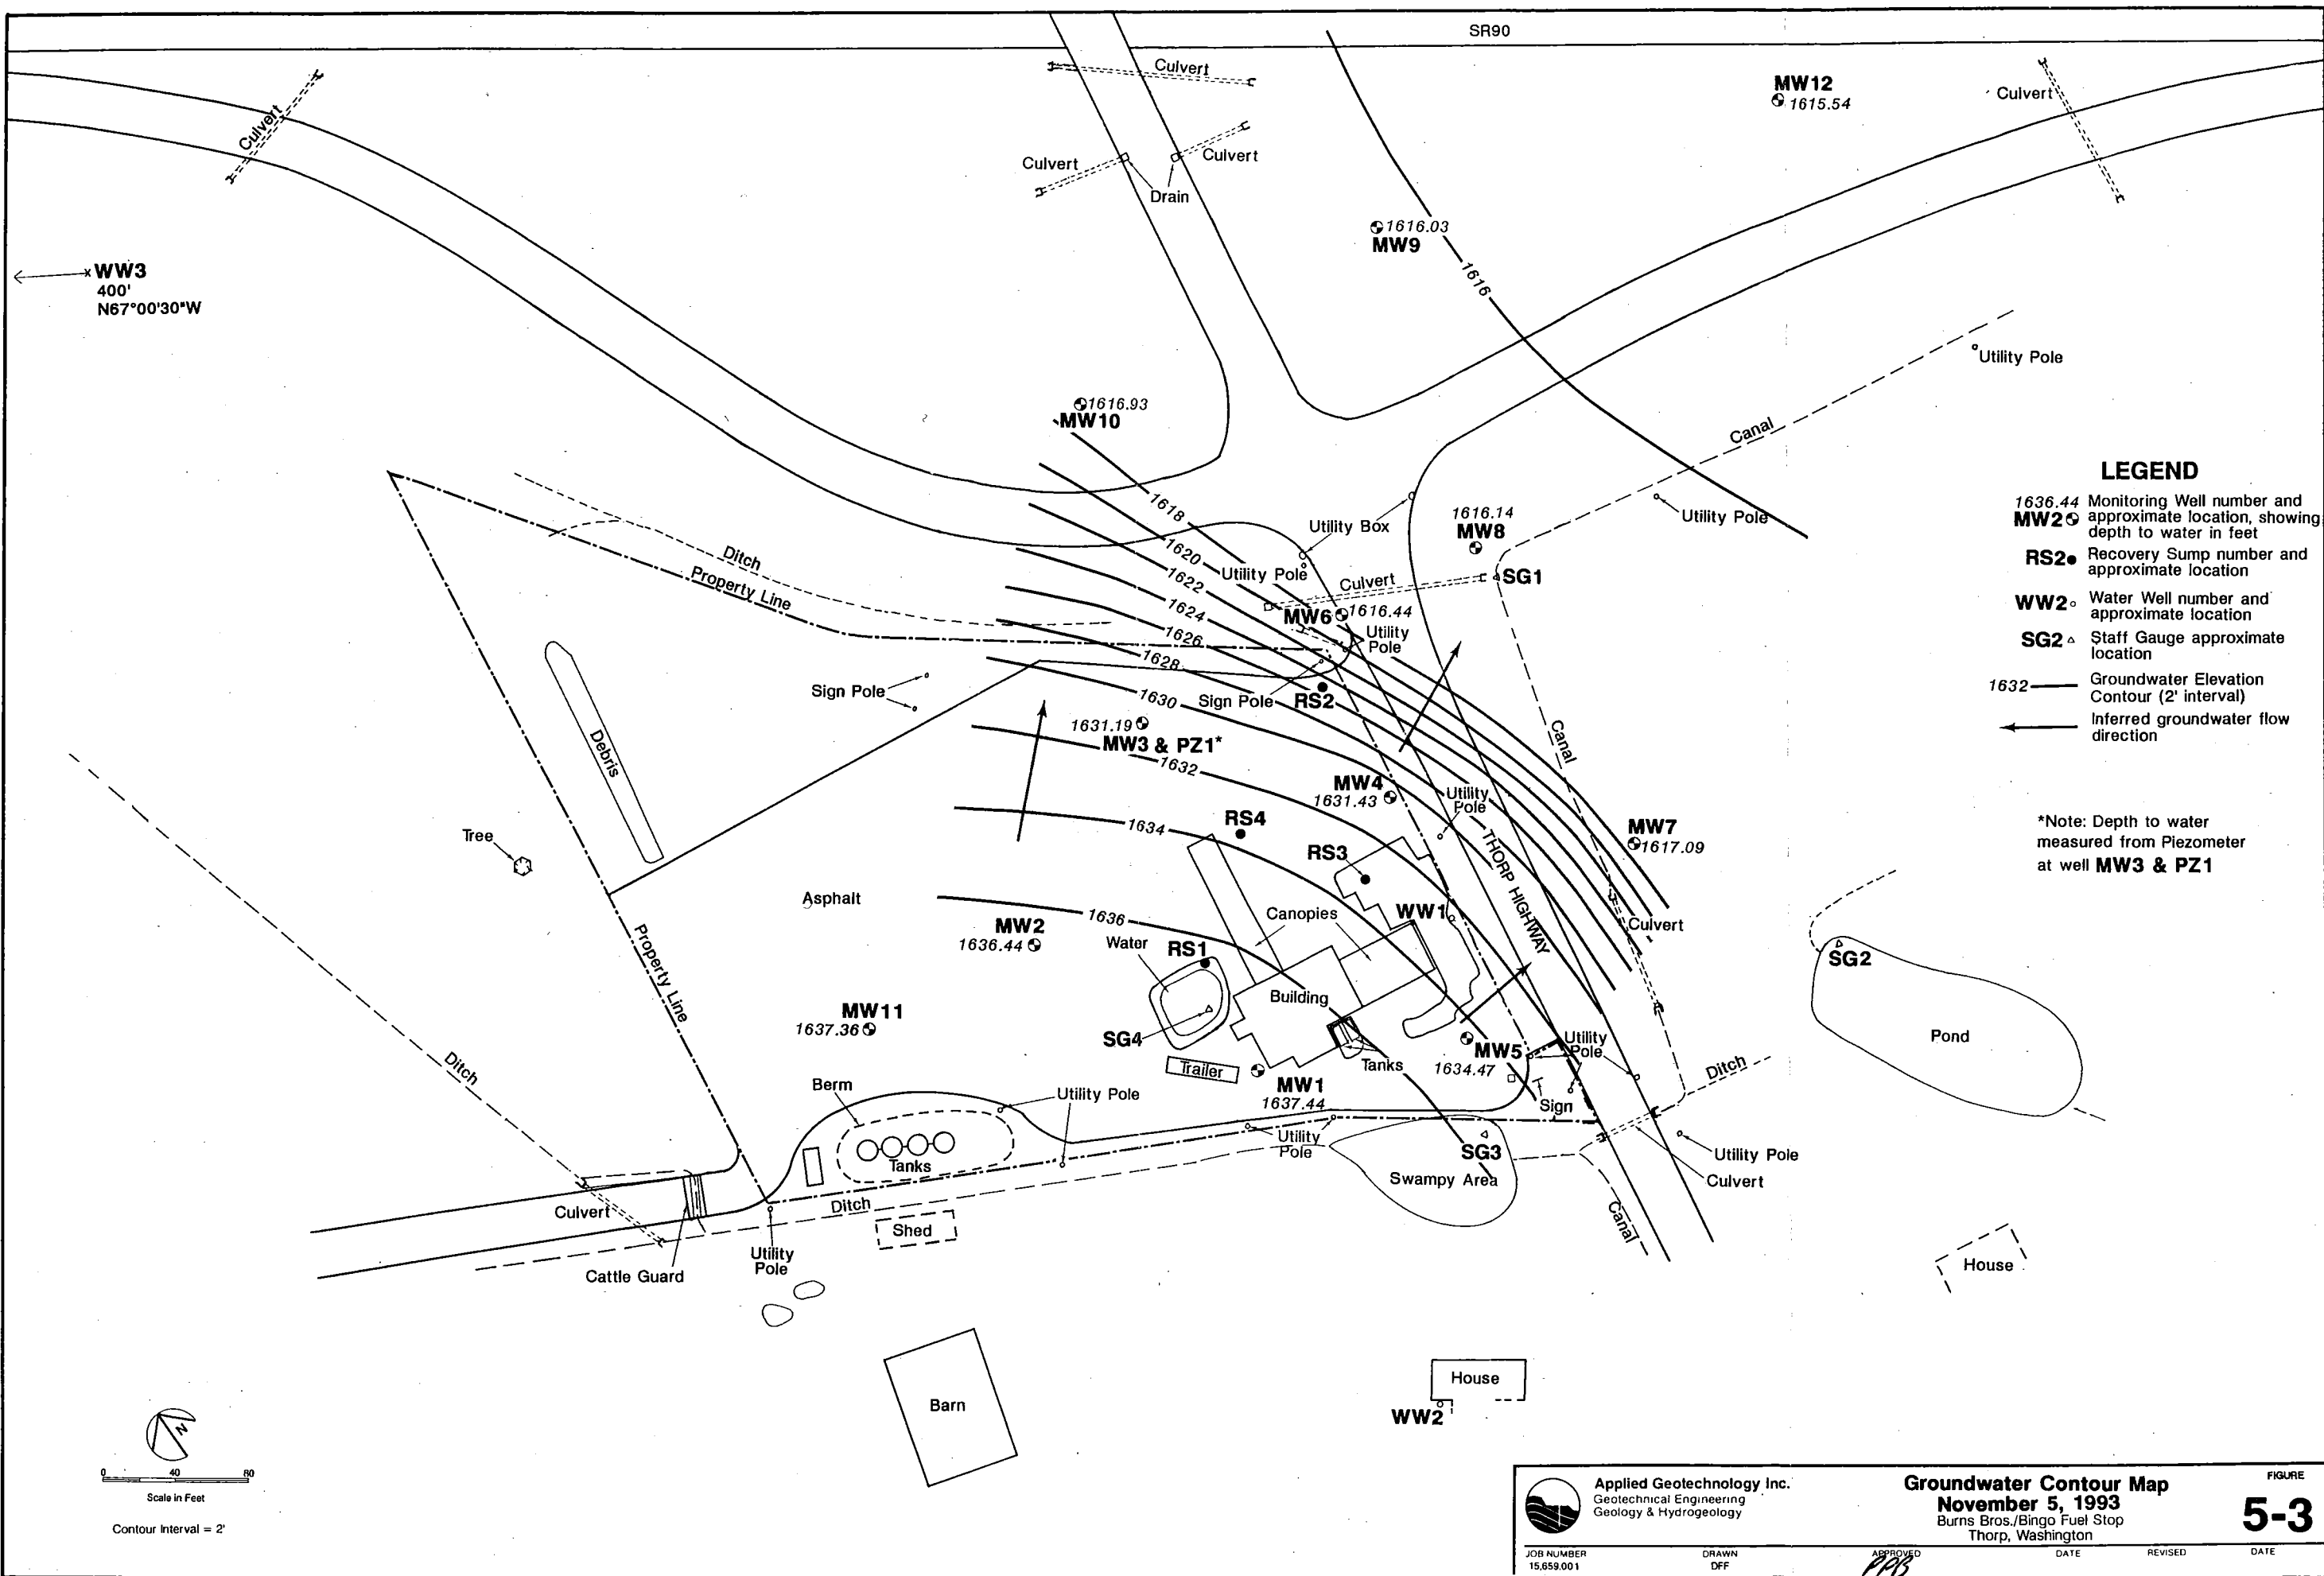 SR90
Culvert
MW12
1615.54
Culvert
Culvert
Culvert
Culvert
Drain
1616.03
MW9
WW3
400'
N67°00'30"W
1616
Utility Pole
1616.93
MW10
Canal
LEGEND
1636.44 Monitoring Well number and
MW2 approximate location, showing
depth to water in feet
RS2 Recovery Sump number and
approximate location
WW2 Water Well number and
approximate location
SG2 Staff Gauge approximate
location
1632 Groundwater Elevation
Contour (2' interval)
Inferred groundwater flow
direction
*Note: Depth to water
measured from Piezometer
at well MW3 & PZ1
1618
Utility Box
1616.14
MW8
Utility Pole
Ditch
Property Line
1620
Utility Pole
1622
Culvert
SG1
1624
MW6
1616.44
1626
Utility
Pole
1628
Sign Pole
1630
Sign Pole
RS2
1631.19
MW3 & PZ1*
Debris
1632
Canal
MW4
1631.43
Utility
Pole
Tree
1634
RS4
RS3
THORP HIGHWAY
MW7
1617.09
Asphalt
1636
Canopies
WW1
Culvert
MW2
1636.44
Water
RS1
SG2
Property Line
Building
MW11
1637.36
SG4
Pond
Trailer
Tanks
MW5
1634.47
Utility
Pole
Ditch
Ditch
Berm
Utility Pole
MW1
1637.44
Sign
Tanks
Utility
Pole
SG3
Utility Pole
Swampy Area
Culvert
Culvert
Ditch
Shed
Canal
Utility
Pole
Cattle Guard
House
Barn
House
WW2
N
0 40 80
Scale in Feet
Contour Interval = 2'
Applied Geotechnology Inc.
Geotechnical Engineering
Geology & Hydrogeology
Groundwater Contour Map
November 5, 1993
Burns Bros./Bingo Fuel Stop
Thorp, Washington
FIGURE
5-3
JOB NUMBER DRAWN APPROVED DATE REVISED DATE
15,659.001 DFF